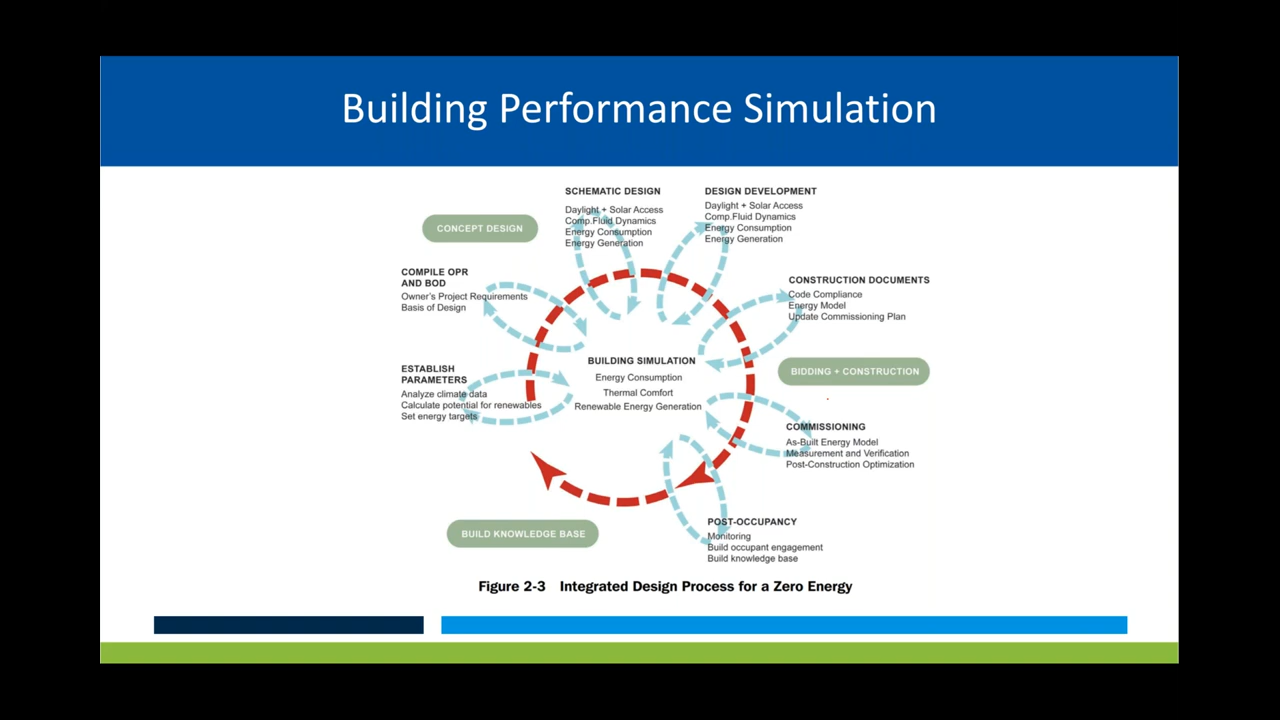 Building Performance Simulation
SCHEMATIC DESIGN
Daylight + Solar Access
Comp.Fluid Dynamics
Energy Consumption
Energy Generation
DESIGN DEVELOPMENT
Daylight + Solar Access
Comp.Fluid Dynamics
Energy Consumption
Energy Generation
CONCEPT DESIGN
COMPILE OPR
AND BOD
Owner's Project Requirements
Basis of Design
CONSTRUCTION DOCUMENTS
Code Compliance
Energy Model
Update Commissioning Plan
ESTABLISH
PARAMETERS
Analyze climate data
Calculate potential for renewables
Set energy targets
BUILDING SIMULATION
Energy Consumption
Thermal Comfort
Renewable Energy Generation
BIDDING + CONSTRUCTION
COMMISSIONING
As-Built Energy Model
Measurement and Verification
Post-Construction Optimization
POST-OCCUPANCY
Monitoring
Build occupant engagement
Build knowledge base
BUILD KNOWLEDGE BASE
Figure 2-3 Integrated Design Process for a Zero Energy